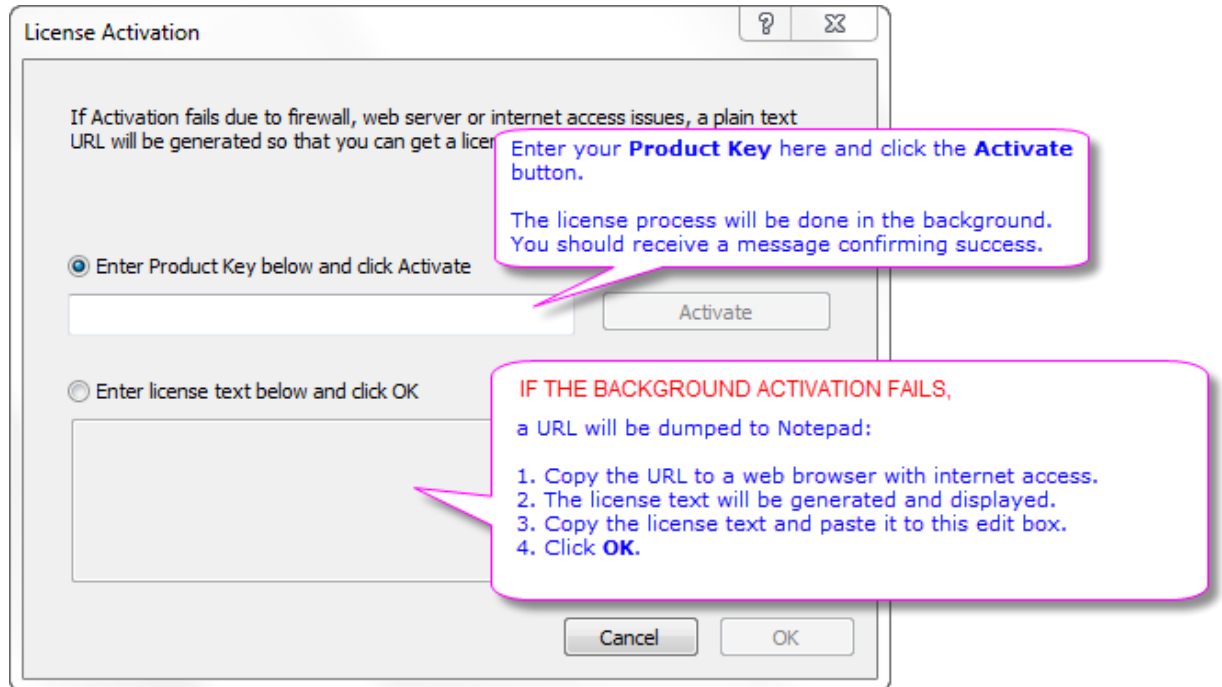 License Activation
If Activation fails due to firewall, web server or internet access issues, a plain text
URL will be generated so that you can get a
Enter your Product Key here and click the Activate
button.
The license process will be done in the background.
You should receive a message confirming success.
Enter Product Key below and click Activate
Activate
Enter license text below and click OK
IF THE BACKGROUND ACTIVATION FAILS,
a URL will be dumped to Notepad:
1. Copy the URL to a web browser with internet access.
2. The license text will be generated and displayed.
3. Copy the license text and paste it to this edit box.
4. Click OK.
Cancel
OK